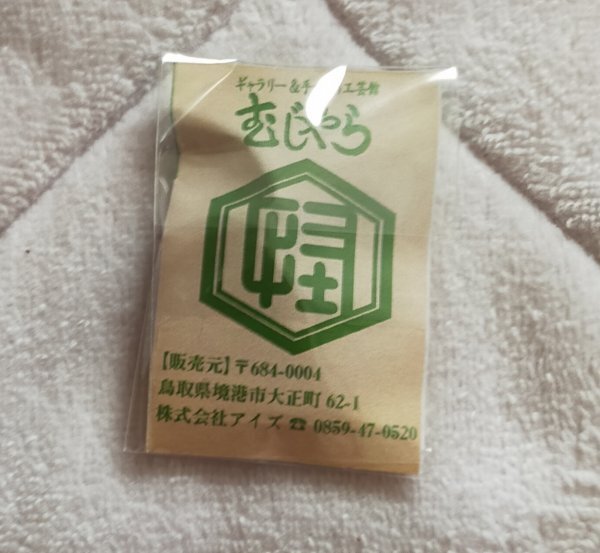 ギャラリー＆手 工芸館
むじゃら
【販売元】〒684-0004
鳥取県境港市大正町 62-1
株式会社アイズ ☎ 0859-47-0520